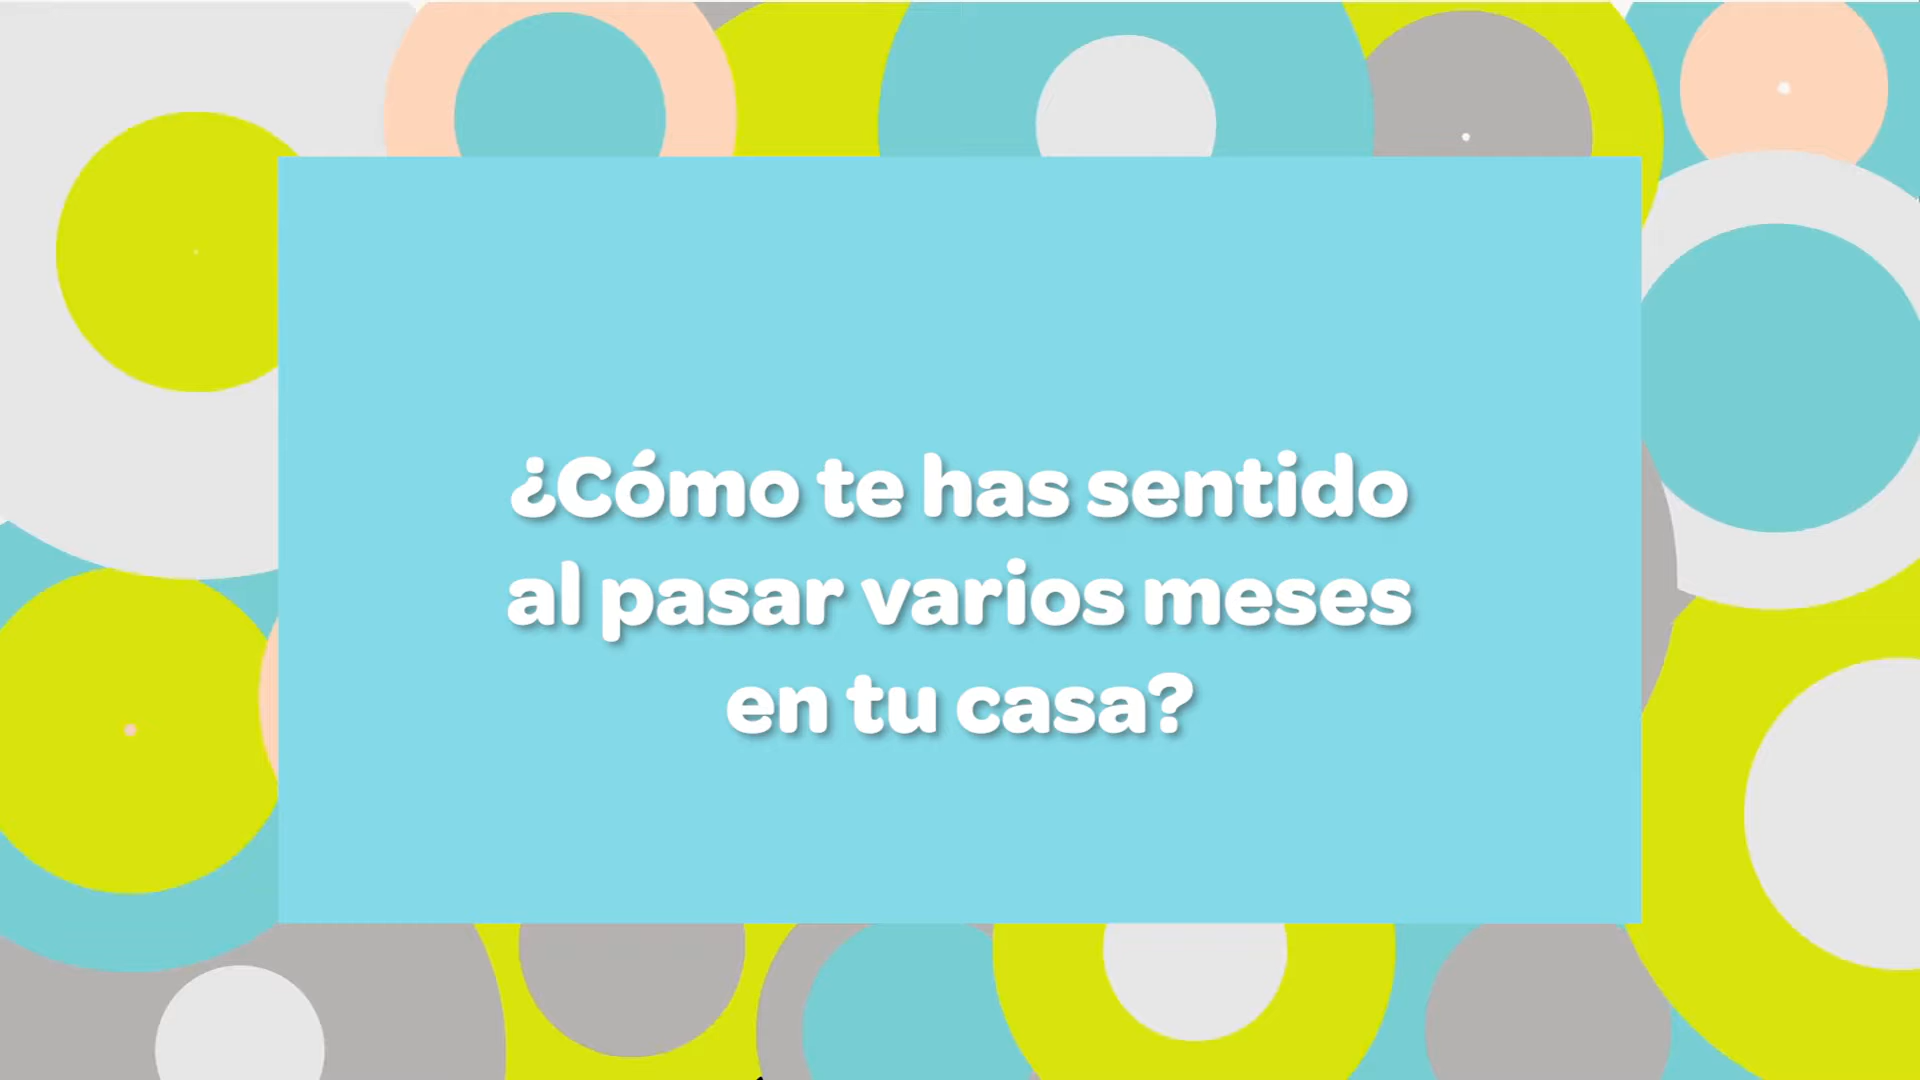 ¿Cómo te has sentido
al pasar varios meses
en tu casa?